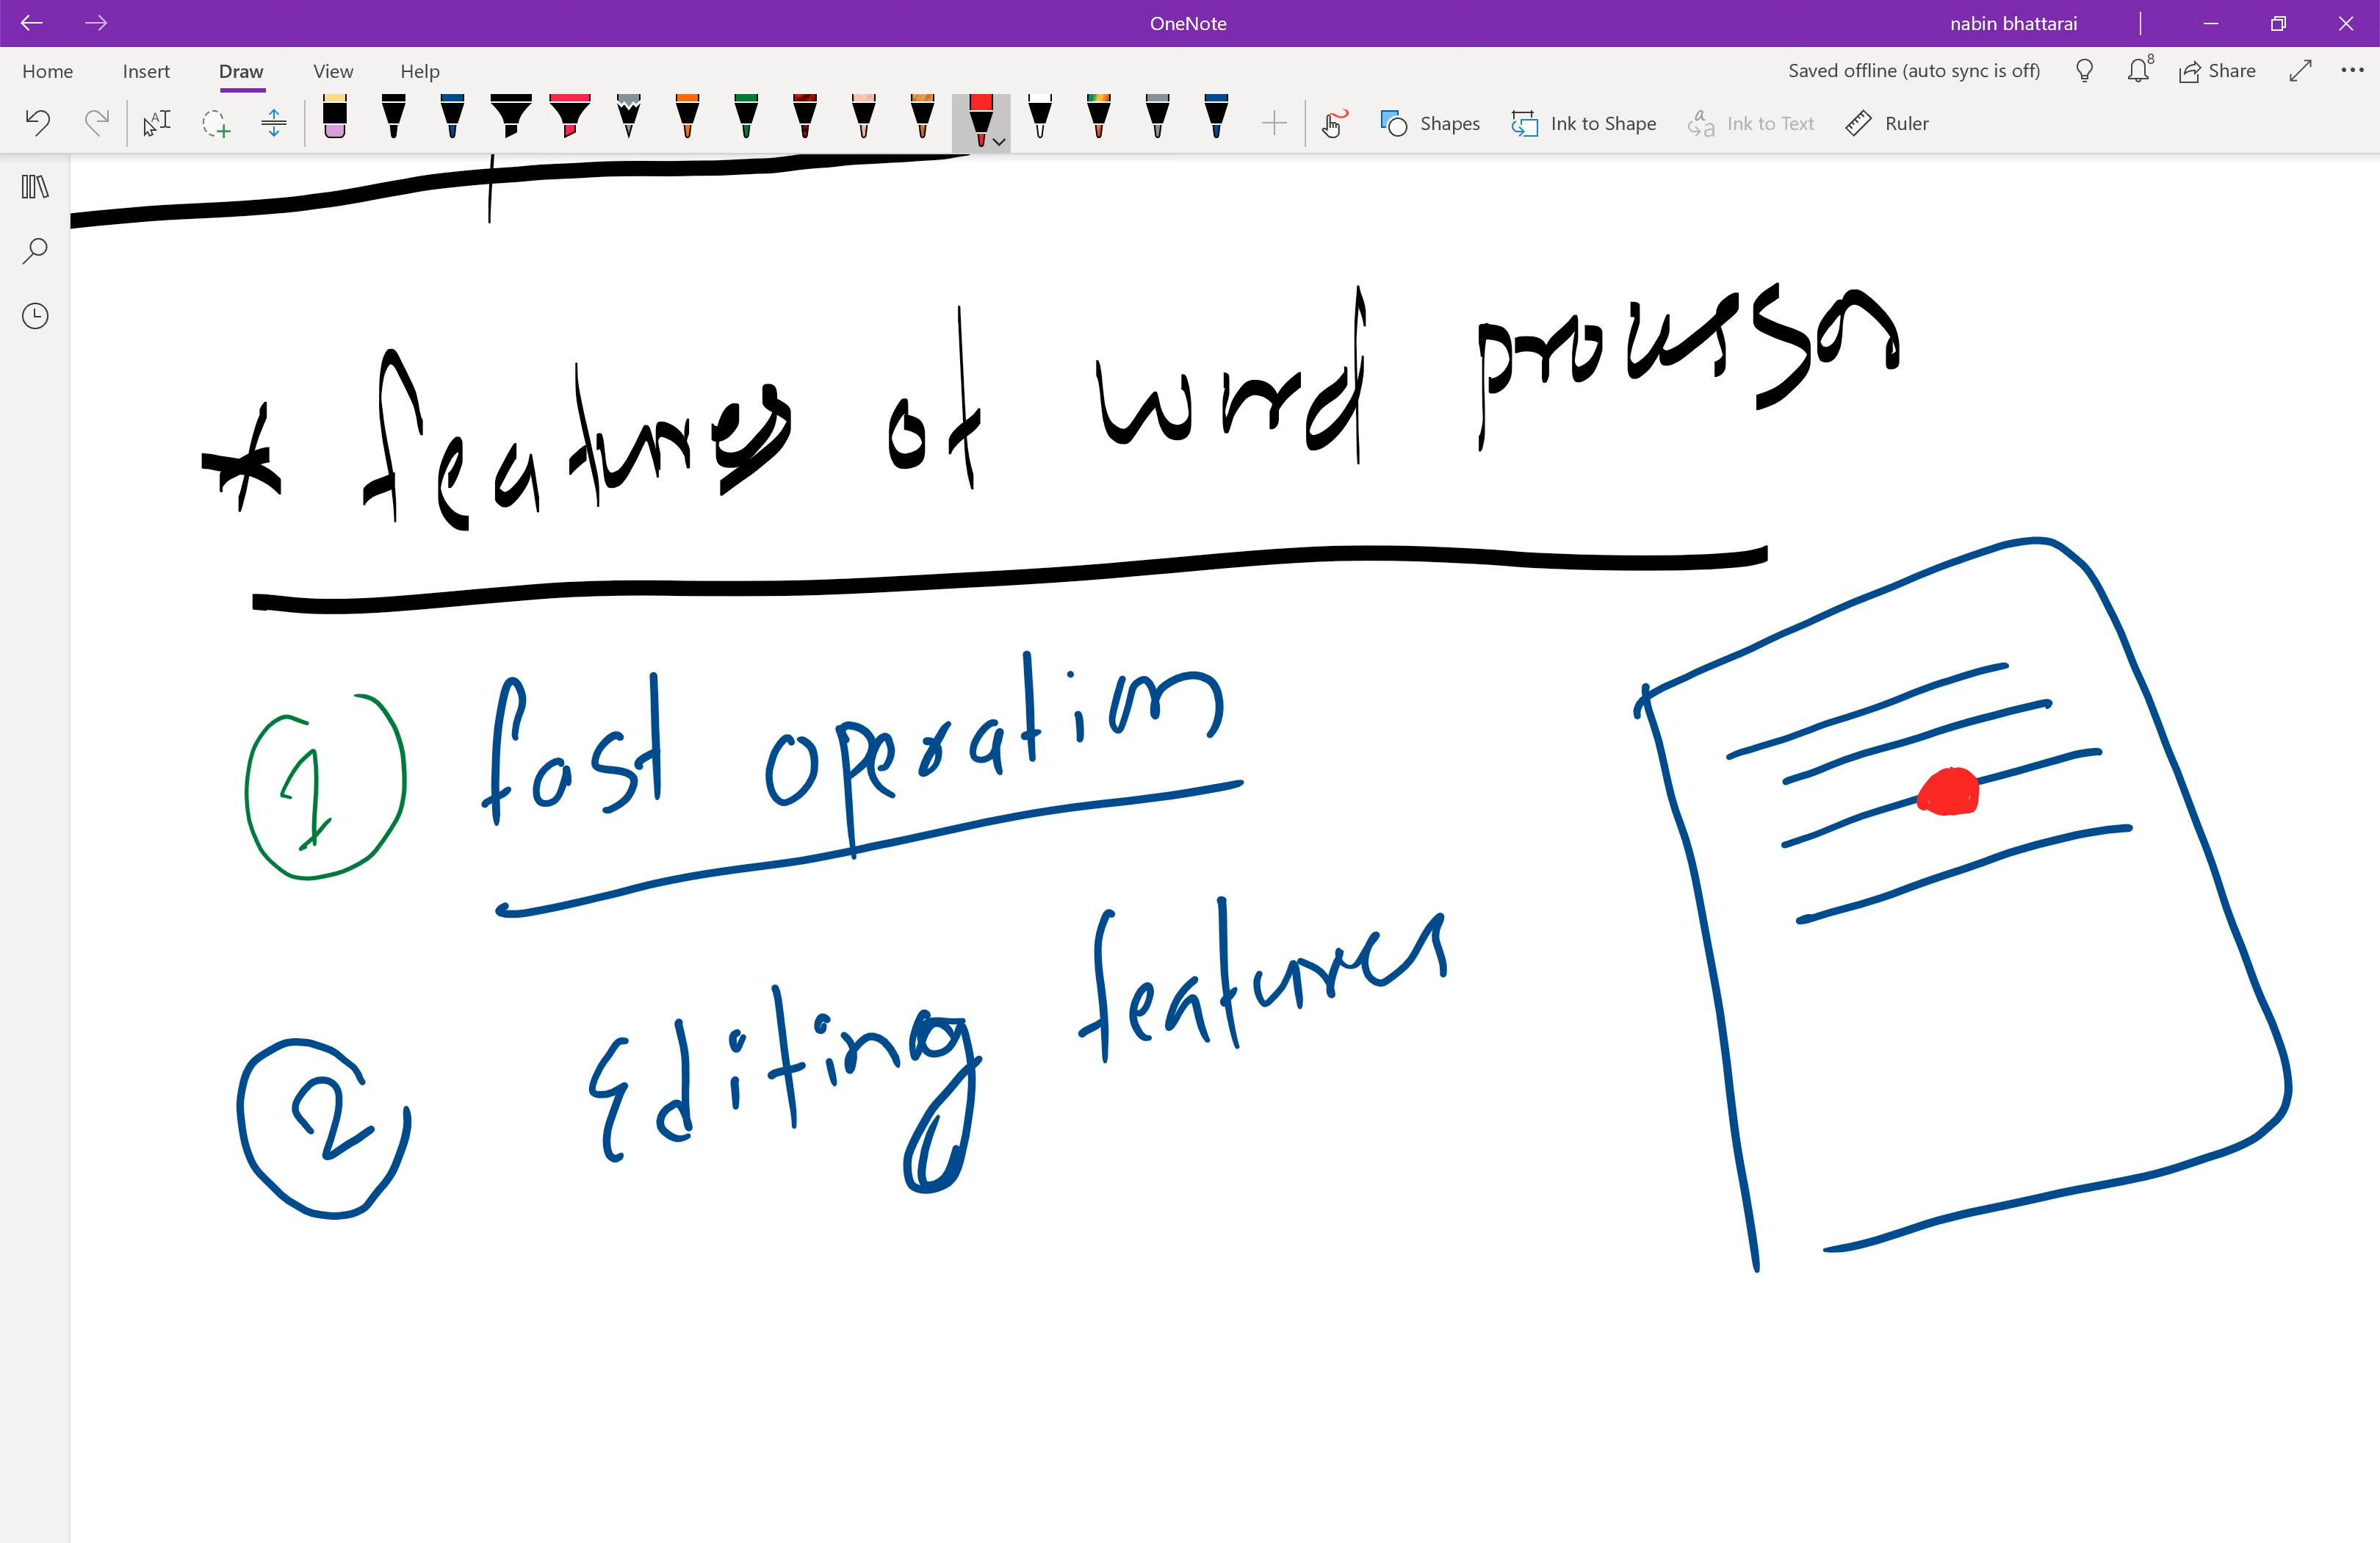 OneNote
nabin bhattarai
Home Insert Draw View Help
Saved offline (auto sync is off)
8
Share
Shapes
Ink to Shape
Ink to Text
Ruler
* features of word processor
1 fast operation
2 Editing features